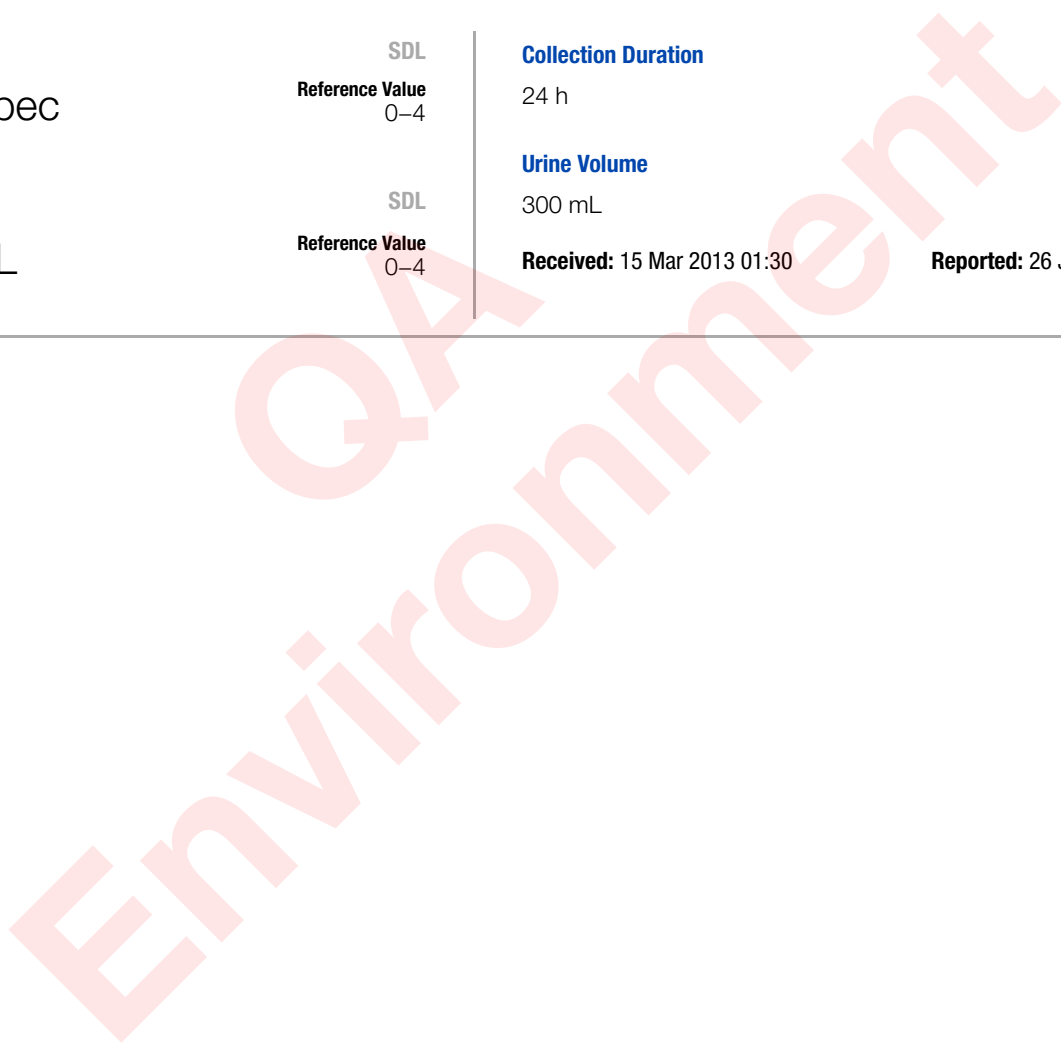 SDL
Reference Value
0–4
SDL
Reference Value
0–4
Collection Duration
24 h
Urine Volume
300 mL
Received: 15 Mar 2013 01:30
Reported: 26
QA
Environment